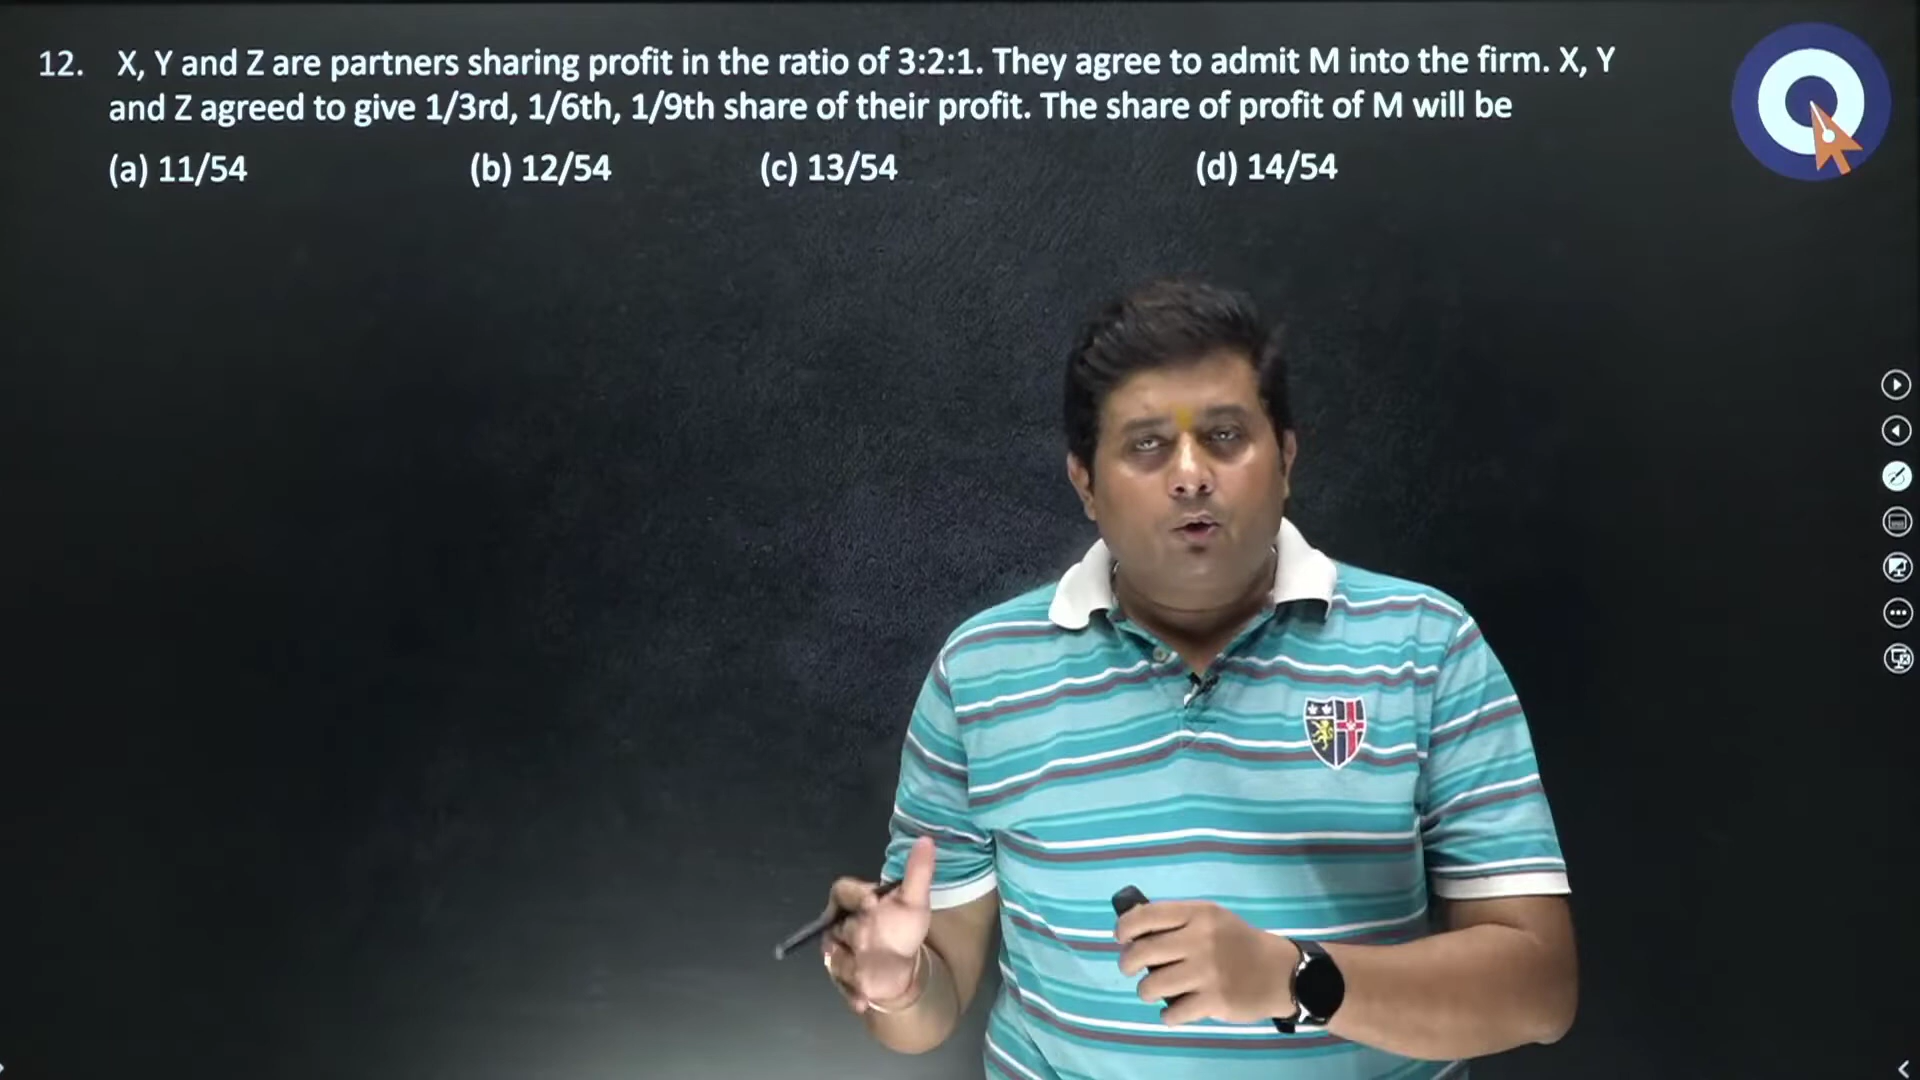 12. X, Y and Z are partners sharing profit in the ratio of 3:2:1. They agree to admit M into the firm. X, Y
and Z agreed to give 1/3rd, 1/6th, 1/9th share of their profit. The share of profit of M will be
(a) 11/54 (b) 12/54 (c) 13/54 (d) 14/54